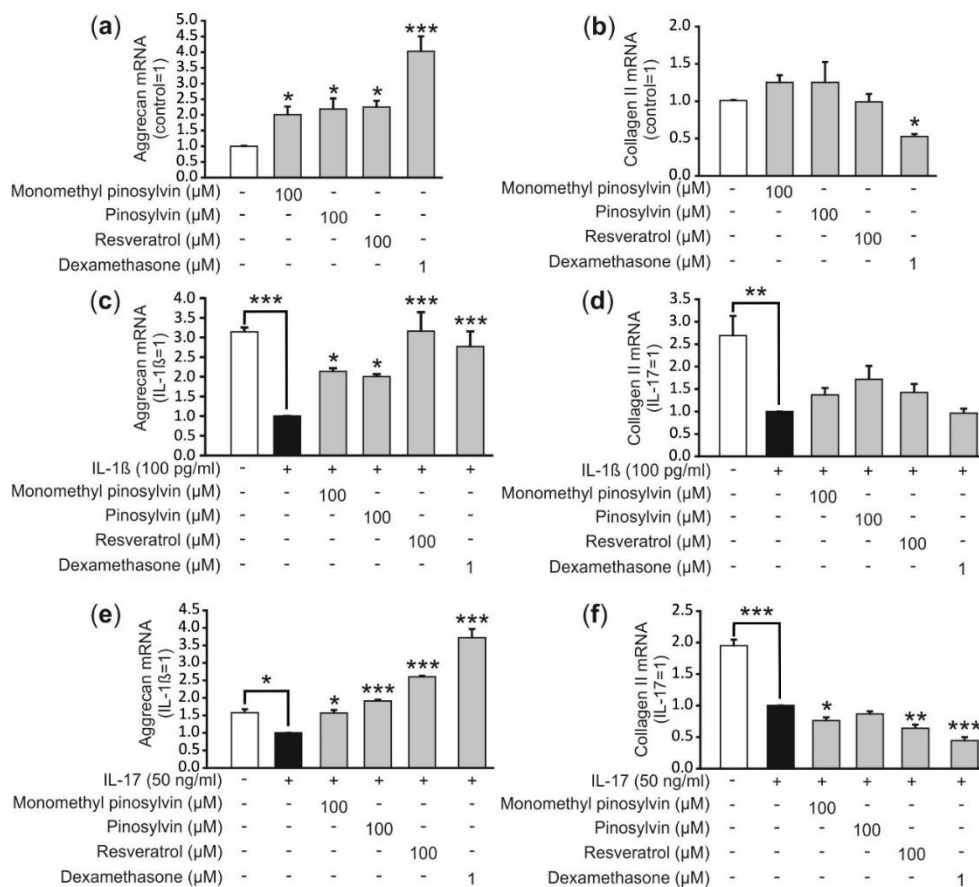 (a)
***
* * *
Aggrecan mRNA
(control=1)
5.0
4.5
4.0
3.5
3.0
2.5
2.0
1.5
1.0
0.5
0.0
Monomethyl pinosylvin (µM) - 100 - - -
Pinosylvin (µM) - - 100 - -
Resveratrol (µM) - - - 100 -
Dexamethasone (µM) - - - - 1
(b)
*
Collagen II mRNA
(control=1)
2.0
1.5
1.0
0.5
0.0
Monomethyl pinosylvin (µM) - 100 - - -
Pinosylvin (µM) - - 100 - -
Resveratrol (µM) - - - 100 -
Dexamethasone (µM) - - - - 1
(c)
*** * * *** ***
Aggrecan mRNA
(IL-1ß=1)
4.0
3.5
3.0
2.5
2.0
1.5
1.0
0.5
0.0
IL-1ß (100 pg/ml) - + + + + +
Monomethyl pinosylvin (µM) - - 100 - - -
Pinosylvin (µM) - - - 100 - -
Resveratrol (µM) - - - - 100 -
Dexamethasone (µM) - - - - - 1
(d)
**
Collagen II mRNA
(IL-17=1)
3.5
3.0
2.5
2.0
1.5
1.0
0.5
0.0
IL-1ß (100 pg/ml) - + + + + +
Monomethyl pinosylvin (µM) - - 100 - - -
Pinosylvin (µM) - - - 100 - -
Resveratrol (µM) - - - - 100 -
Dexamethasone (µM) - - - - - 1
(e)
* * *** *** ***
Aggrecan mRNA
(IL-1ß=1)
4.5
4.0
3.5
3.0
2.5
2.0
1.5
1.0
0.5
0.0
IL-17 (50 ng/ml) - + + + + +
Monomethyl pinosylvin (µM) - - 100 - - -
Pinosylvin (µM) - - - 100 - -
Resveratrol (µM) - - - - 100 -
Dexamethasone (µM) - - - - - 1
(f)
*** * ** ***
Collagen II mRNA
(IL-17=1)
2.5
2.0
1.5
1.0
0.5
0.0
IL-17 (50 ng/ml) - + + + + +
Monomethyl pinosylvin (µM) - - 100 - - -
Pinosylvin (µM) - - - 100 - -
Resveratrol (µM) - - - - 100 -
Dexamethasone (µM) - - - - - 1